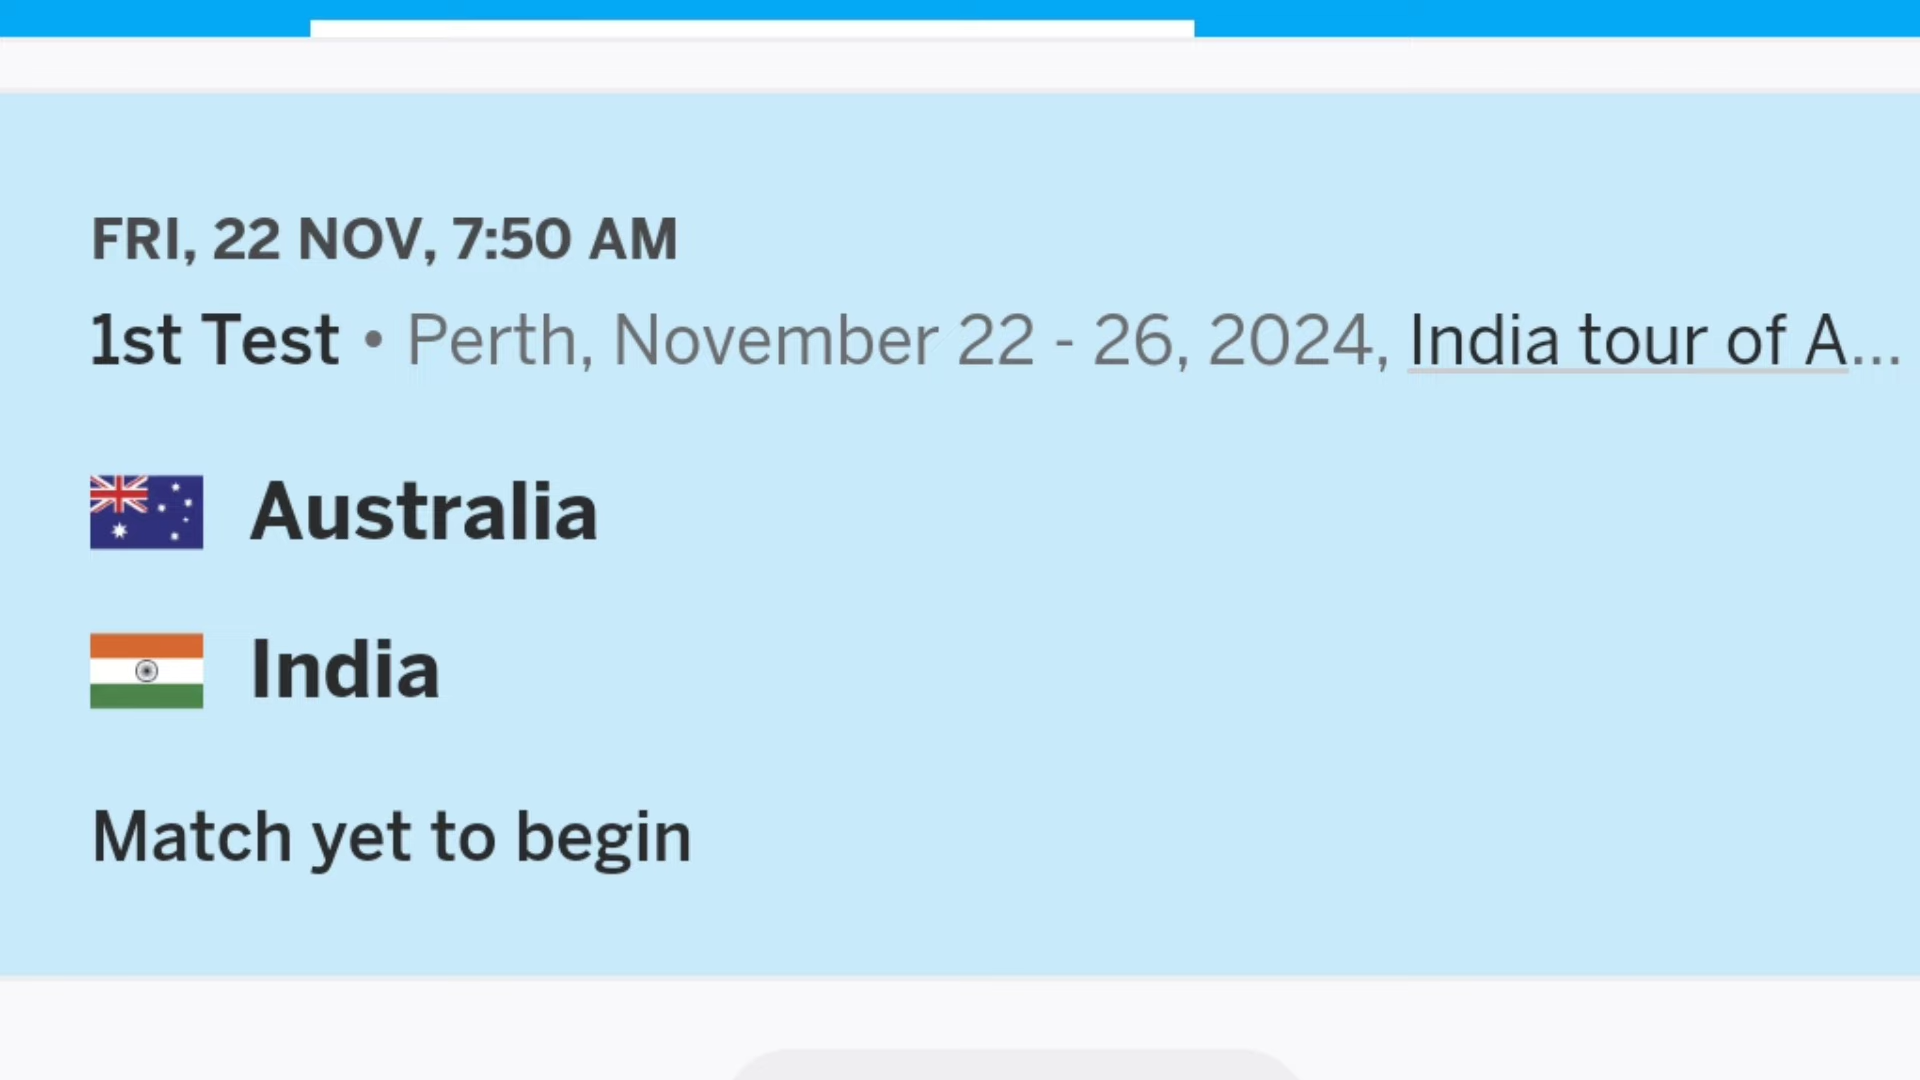 FRI, 22 NOV, 7:50 AM
1st Test • Perth, November 22 - 26, 2024, India tour of A...
Australia
India
Match yet to begin